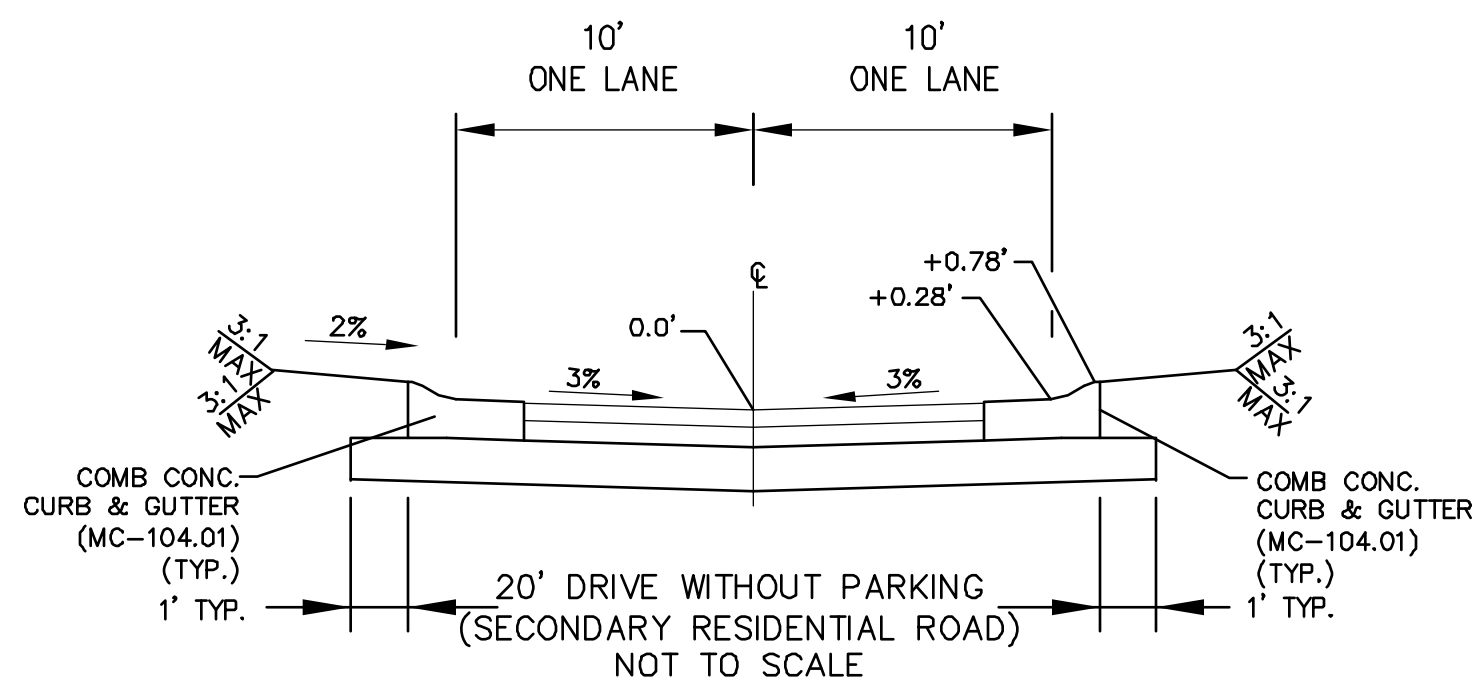 10'
ONE LANE
10'
ONE LANE
+0.78'
℄
+0.28'
0.0'
3:1
MAX
3:1
MAX
2%
3%
3%
3:1
MAX
3:1
MAX
COMB CONC.
CURB & GUTTER
(MC-104.01)
(TYP.)
1' TYP.
COMB CONC.
CURB & GUTTER
(MC-104.01)
(TYP.)
1' TYP.
20' DRIVE WITHOUT PARKING
(SECONDARY RESIDENTIAL ROAD)
NOT TO SCALE